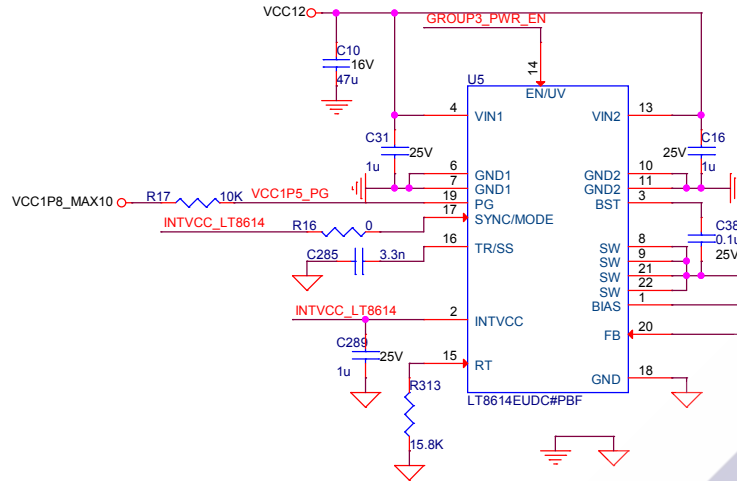 VCC12
GROUP3_PWR_EN
C10
16V
47u
14
U5
EN/UV
4
VIN1
VIN2
13
C31
25V
1u
C16
25V
1u
6
GND1
GND2
10
7
GND1
GND2
11
VCC1P8_MAX10
R17
10K
VCC1P5_PG
19
PG
BST
3
INTVCC_LT8614
R16
0
17
SYNC/MODE
C38
0.1u
25V
C285
3.3n
16
TR/SS
SW
8
SW
9
SW
21
SW
22
BIAS
1
INTVCC_LT8614
2
INTVCC
FB
20
C289
25V
1u
15
RT
R313
15.8K
GND
18
LT8614EUDC#PBF